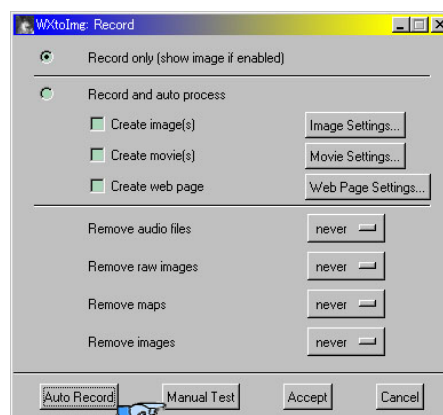 WXtoImg: Record
Record only (show image if enabled)
Record and auto process
Create image(s) Image Settings...
Create movie(s) Movie Settings...
Create web page Web Page Settings...
Remove audio files never
Remove raw images never
Remove maps never
Remove images never
Auto Record Manual Test Accept Cancel